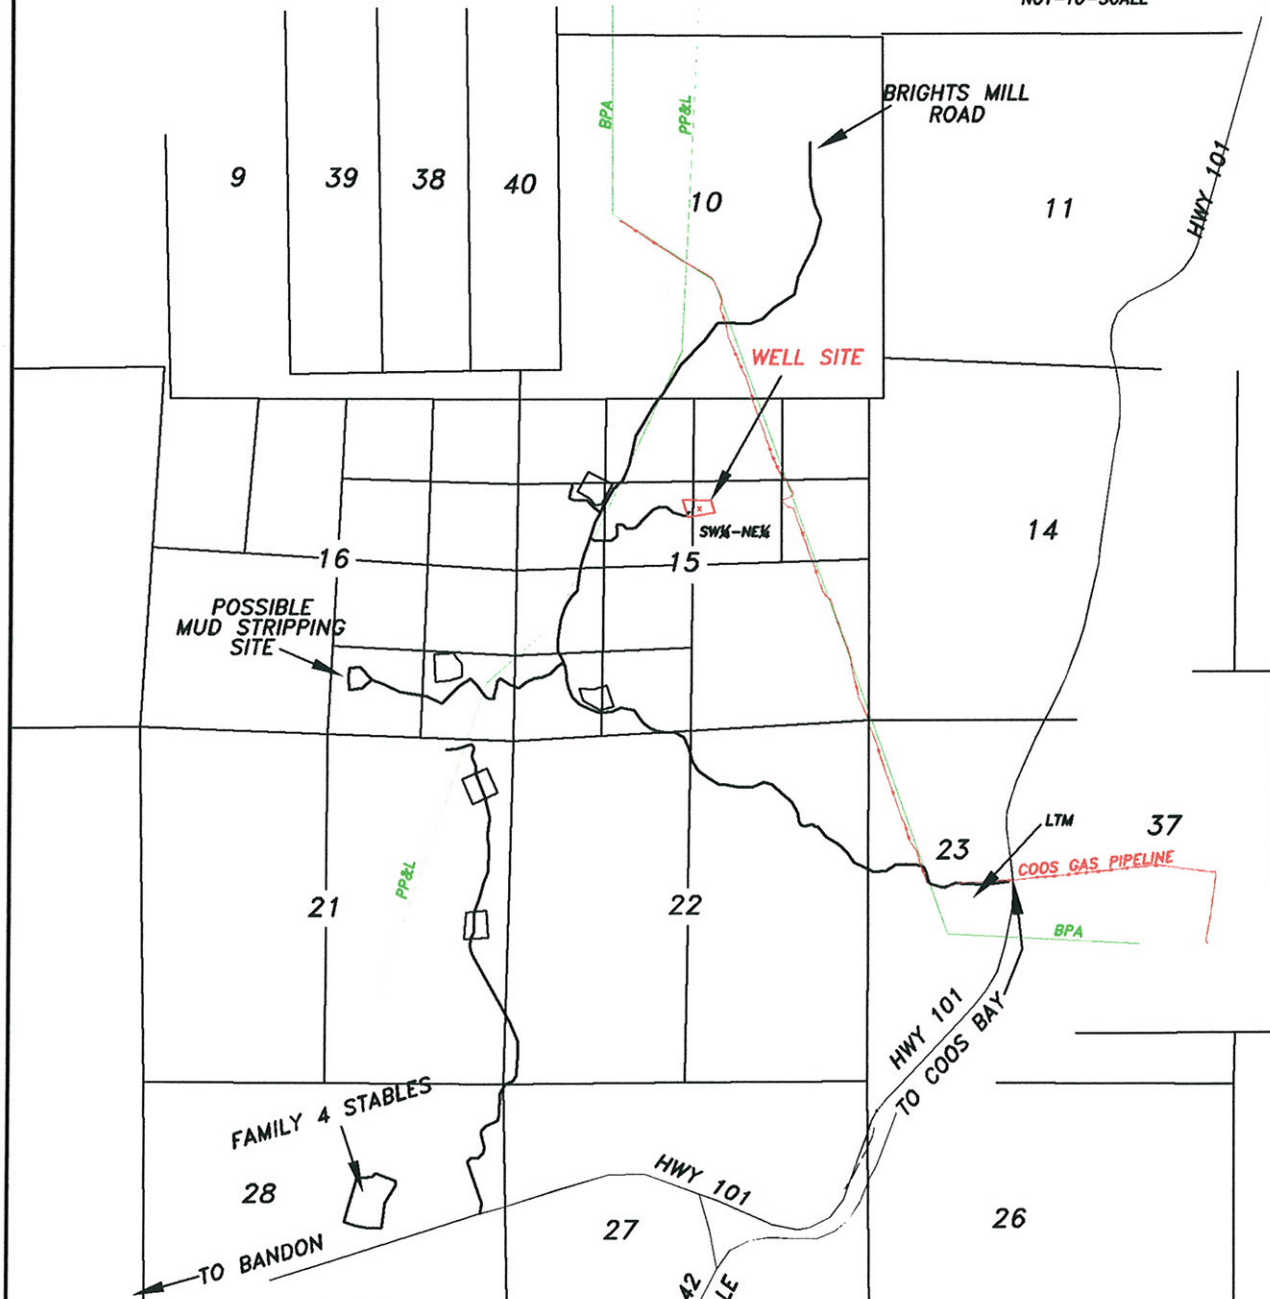 NOT-TO-SCALE
BRIGHTS MILL
ROAD
BPA
PP&L
9
39
38
40
10
11
HWY 101
WELL SITE
SW¼-NE¼
14
16
15
POSSIBLE
MUD STRIPPING
SITE
LTM
37
23
COOS GAS PIPELINE
PP&L
21
22
BPA
HWY 101
TO COOS BAY
FAMILY 4 STABLES
28
HWY 101
27
26
TO BANDON
42